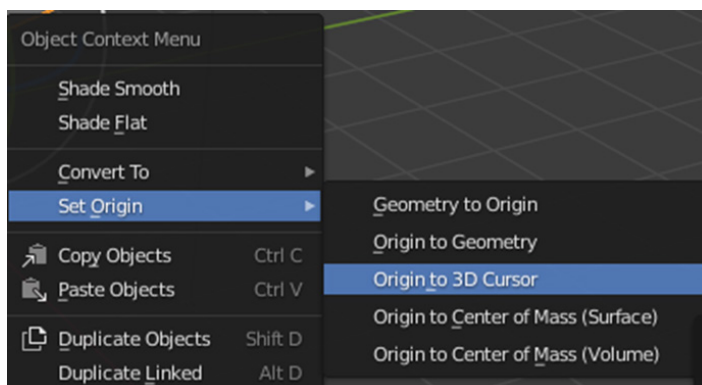 Object Context Menu
Shade Smooth
Shade Flat
Convert To
Set Origin
Copy Objects Ctrl C
Paste Objects Ctrl V
Duplicate Objects Shift D
Duplicate Linked Alt D
Geometry to Origin
Origin to Geometry
Origin to 3D Cursor
Origin to Center of Mass (Surface)
Origin to Center of Mass (Volume)